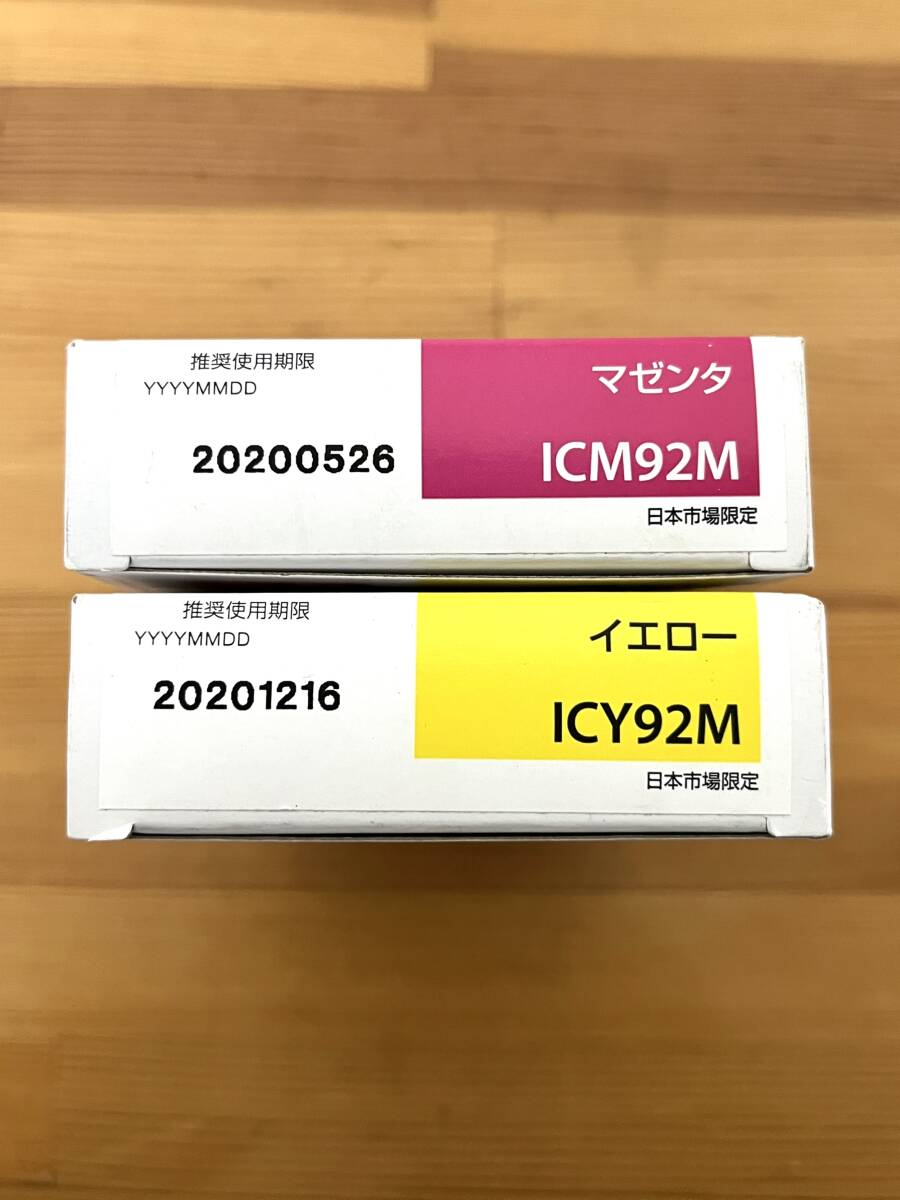 推奨使用期限
YYYYMMDD
20200526
マゼンタ
ICM92M
日本市場限定
推奨使用期限
YYYYMMDD
20201216
イエロー
ICY92M
日本市場限定